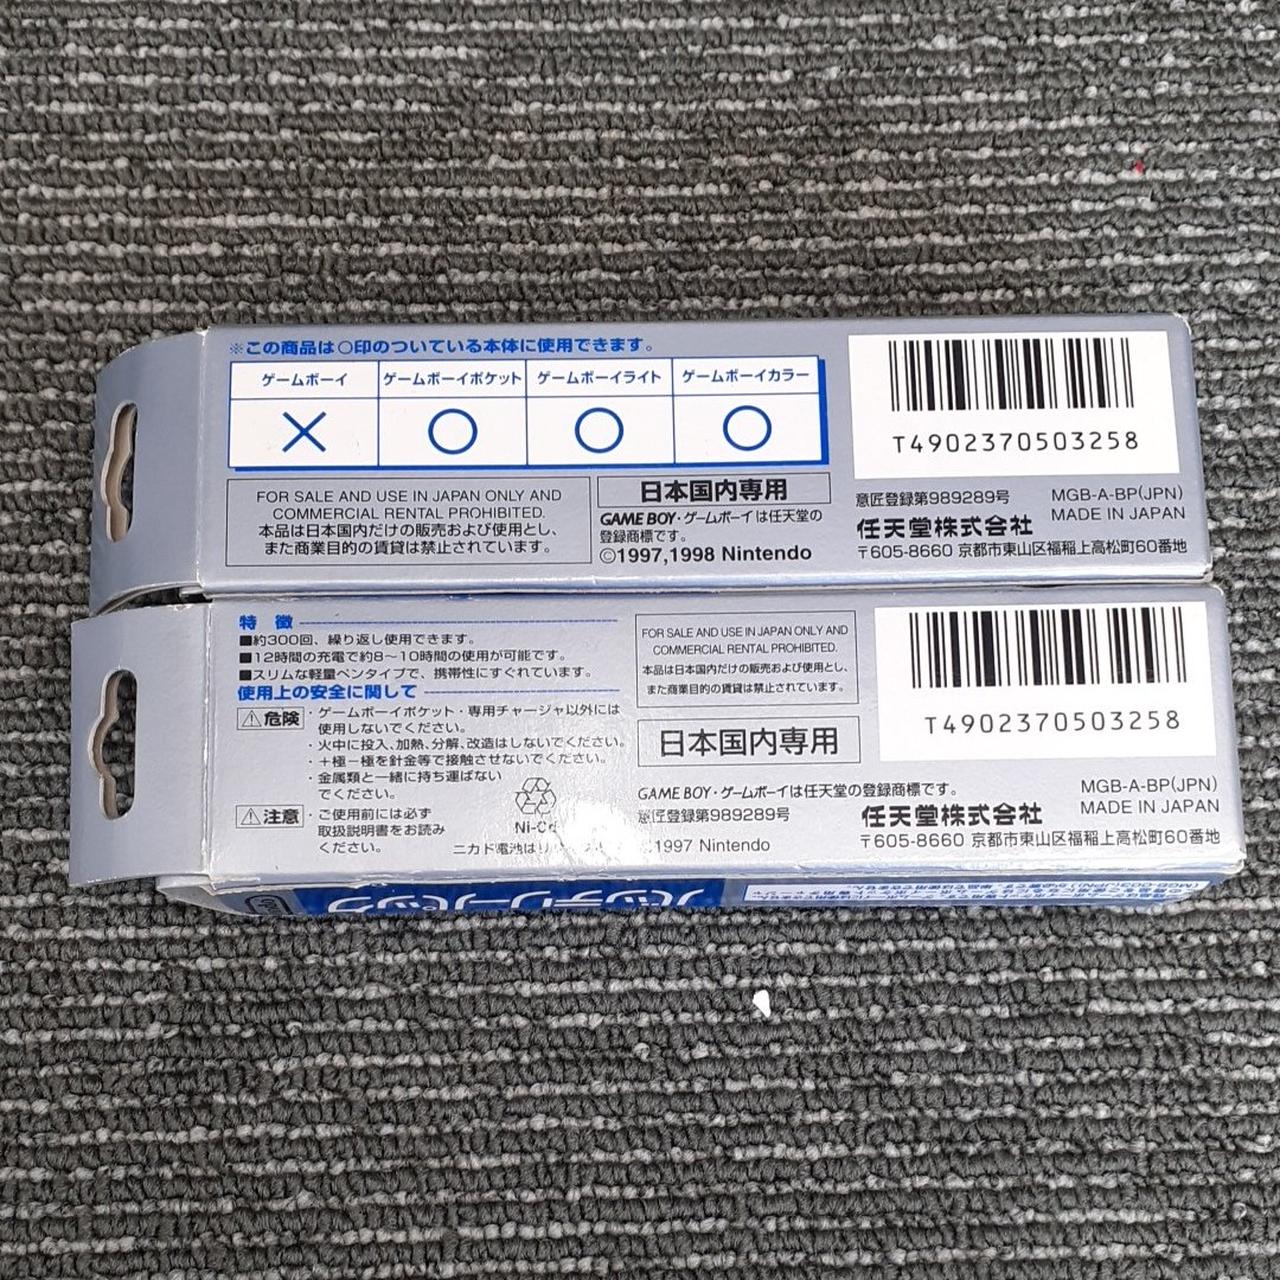 ※この商品は○印のついている本体に使用できます。
ゲームボーイ ゲームボーイポケット ゲームボーイライト ゲームボーイカラー
× ○ ○ ○
FOR SALE AND USE IN JAPAN ONLY AND
COMMERCIAL RENTAL PROHIBITED.
本品は日本国内だけの販売および使用とし、
また商業目的の賃貸は禁止されています。
日本国内専用
GAME BOY・ゲームボーイは任天堂の
登録商標です。
©1997,1998 Nintendo
T4902370503258
意匠登録第989289号
MGB-A-BP(JPN)
MADE IN JAPAN
任天堂株式会社
〒605-8660 京都市東山区福稲上高松町60番地
特 徴
■約300回、繰り返し使用できます。
■12時間の充電で約8～10時間の使用が可能です。
■スリムな軽量ペンタイプで、携帯性にすぐれています。
使用上の安全に関して
⚠危険
・ゲームボーイポケット・専用チャージャ以外には
使用しないでください。
・火中に投入、加熱、分解、改造はしないでください。
・＋極－極を針金等で接触させないでください。
・金属類と一緒に持ち運ばない
でください。
⚠注意
・ご使用前には必ず
取扱説明書をお読み
ください。
Ni-Cd
ニカド電池は
FOR SALE AND USE IN JAPAN ONLY AND
COMMERCIAL RENTAL PROHIBITED.
本品は日本国内だけの販売および使用とし、
また商業目的の賃貸は禁止されています。
日本国内専用
GAME BOY・ゲームボーイは任天堂の登録商標です。
意匠登録第989289号
©1997 Nintendo
T4902370503258
MGB-A-BP(JPN)
MADE IN JAPAN
任天堂株式会社
〒605-8660 京都市東山区福稲上高松町60番地
バッテリーパック